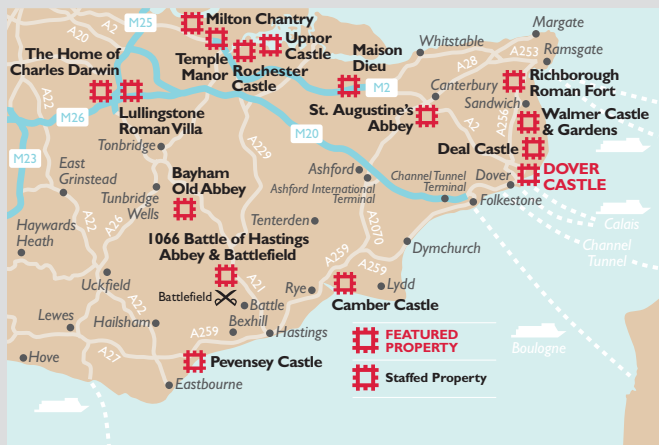 M25
A20
A2
Milton Chantry
Upnor
Castle
Temple
Manor
Rochester
Castle
Maison
Dieu
Whitstable
Margate
Ramsgate
A253
A28
The Home of
Charles Darwin
M2
Canterbury
Richborough
Roman Fort
Sandwich
A22
M26
Lullingstone
Roman Villa
St. Augustine's
Abbey
A2
A256
Walmer Castle
& Gardens
M20
Deal Castle
M23
Tonbridge
A229
East
Grinstead
Bayham
Old Abbey
Ashford
Ashford International
Terminal
Channel Tunnel
Terminal
Dover
DOVER
CASTLE
Folkestone
Tunbridge
Wells
Calais
Channel
Tunnel
Haywards
Heath
A22
A26
Tenterden
A2070
Dymchurch
1066 Battle of Hastings
Abbey & Battlefield
A259
A259
Uckfield
A21
Rye
Lydd
Camber Castle
Battlefield
Battle
A22
Lewes
Hailsham
A259
Bexhill
Hastings
FEATURED
PROPERTY
Boulogne
Hove
A27
Pevensey Castle
Staffed Property
Eastbourne